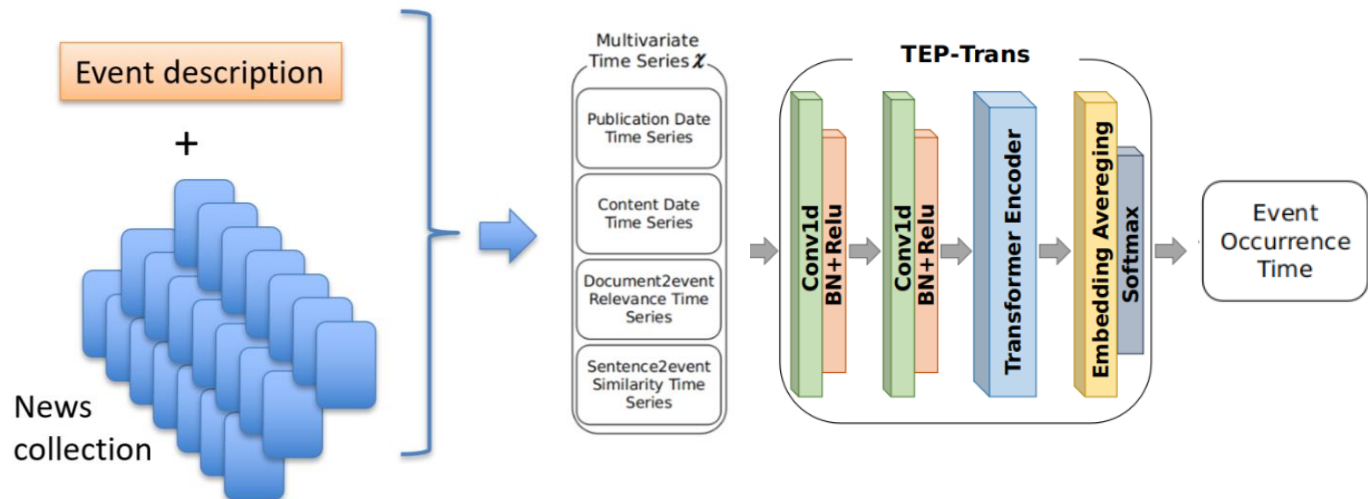 Event description
+
News
collection
Multivariate
Time Series 𝒳
Publication Date
Time Series
Content Date
Time Series
Document2event
Relevance Time
Series
Sentence2event
Similarity Time
Series
TEP-Trans
Conv1d
BN+Relu
Conv1d
BN+Relu
Transformer Encoder
Embedding Avereging
Softmax
Event
Occurrence
Time